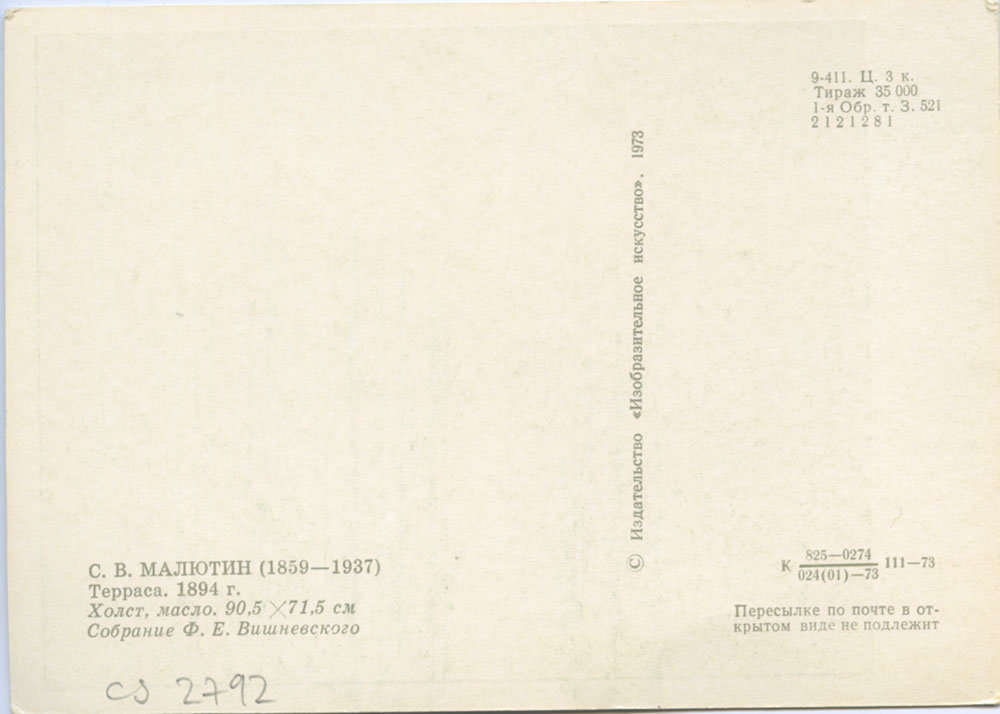 9-411. Ц. 3 к.
Тираж 35 000
1-я Обр. т. З. 521
2121281
© Издательство «Изобразительное искусство». 1973
С. В. МАЛЮТИН (1859—1937)
Терраса. 1894 г.
Холст, масло. 90,5×71,5 см
Собрание Ф. Е. Вишневского
К 825—0274
024(01)—73 111—73
Пересылке по почте в от-
крытом виде не подлежит
cs 2792